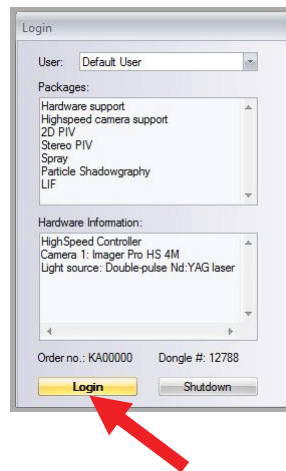 Login
User: Default User
Packages:
Hardware support
Highspeed camera support
2D PIV
Stereo PIV
Spray
Particle Shadowgraphy
LIF
Hardware Information:
HighSpeed Controller
Camera 1: Imager Pro HS 4M
Light source: Double-pulse Nd:YAG laser
Order no.: KA00000 Dongle #: 12788
Login Shutdown